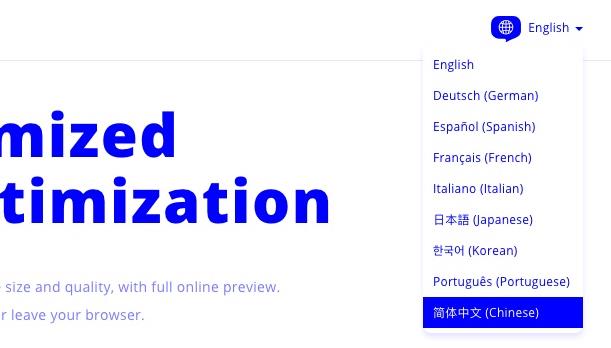 English
English
Deutsch (German)
Español (Spanish)
Français (French)
Italiano (Italian)
日本語 (Japanese)
한국어 (Korean)
Português (Portuguese)
简体中文 (Chinese)
mized
timization
size and quality, with full online preview.
r leave your browser.